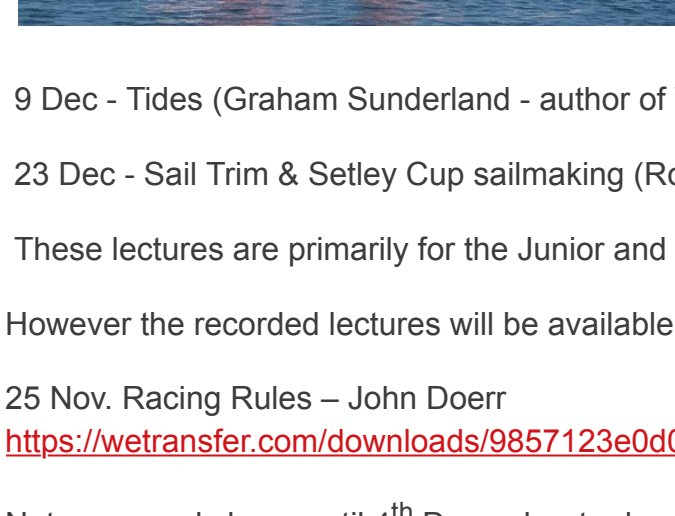 9 Dec - Tides (Graham Sunderland - author of
23 Dec - Sail Trim & Setley Cup sailmaking (Ro
These lectures are primarily for the Junior and
However the recorded lectures will be available
25 Nov. Racing Rules – John Doerr
https://wetransfer.com/downloads/9857123e0d0